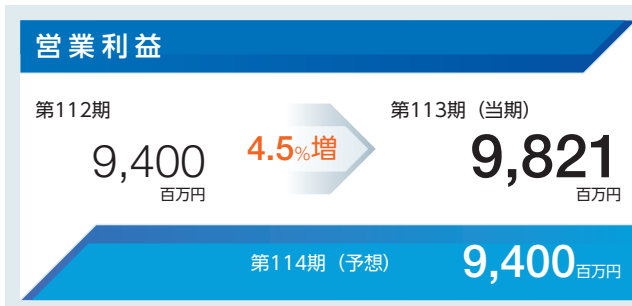 営業利益
第112期
9,400
百万円
4.5%増
第113期（当期）
9,821
百万円
第114期（予想） 9,400百万円